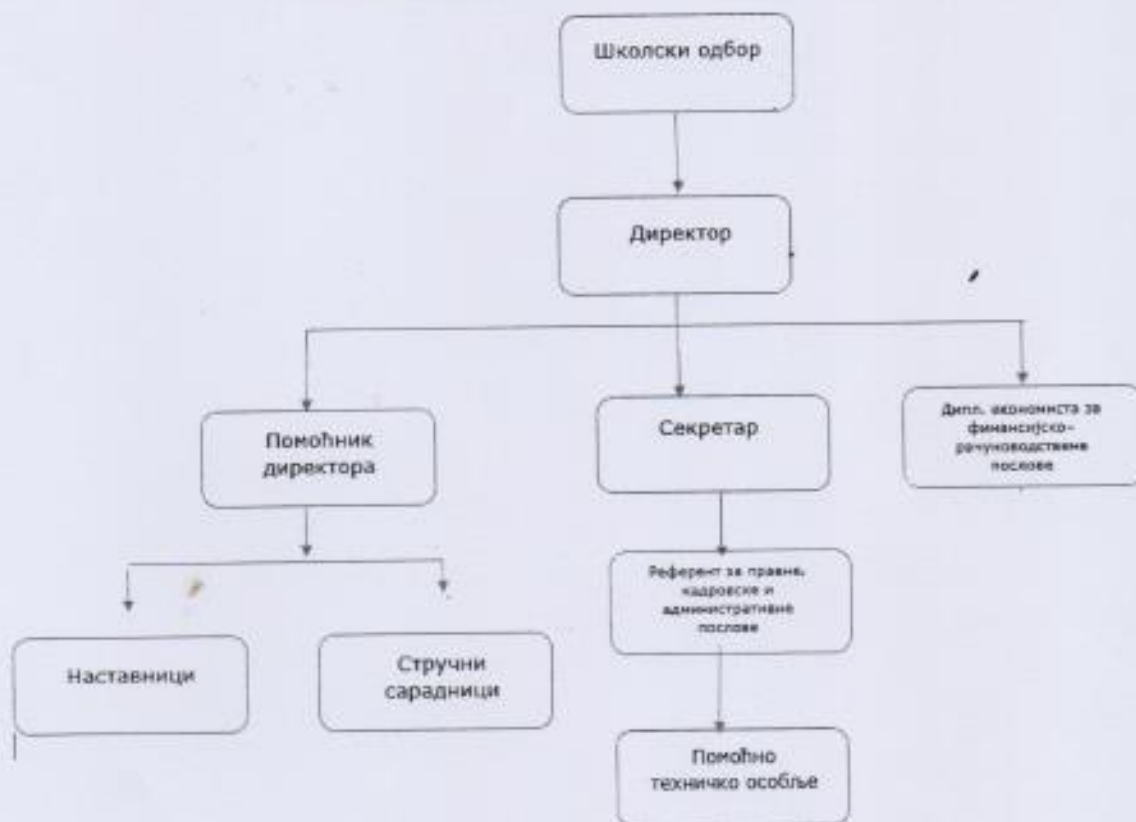 Школски одбор
Директор
Помоћник
директора
Секретар
Дипл. економиста за
финансијско-
рачуноводствене
послове
Референт за правне,
кадровске и
административне
послове
Наставници
Стручни
сарадници
Помоћно
техничко особље